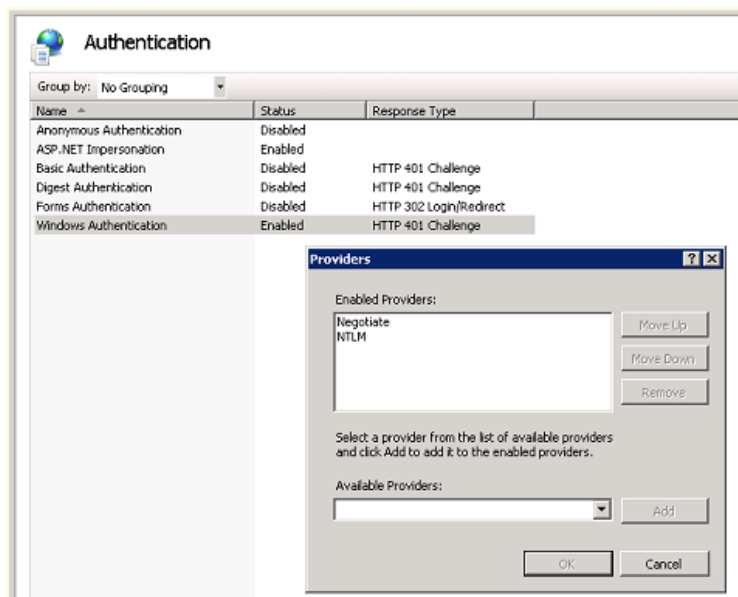 Authentication
Group by: No Grouping
Name Status Response Type
Anonymous Authentication Disabled
ASP.NET Impersonation Enabled
Basic Authentication Disabled HTTP 401 Challenge
Digest Authentication Disabled HTTP 401 Challenge
Forms Authentication Disabled HTTP 302 Login/Redirect
Windows Authentication Enabled HTTP 401 Challenge
Providers
Enabled Providers:
Negotiate
NTLM
Move Up
Move Down
Remove
Select a provider from the list of available providers
and click Add to add it to the enabled providers.
Available Providers:
Add
OK Cancel